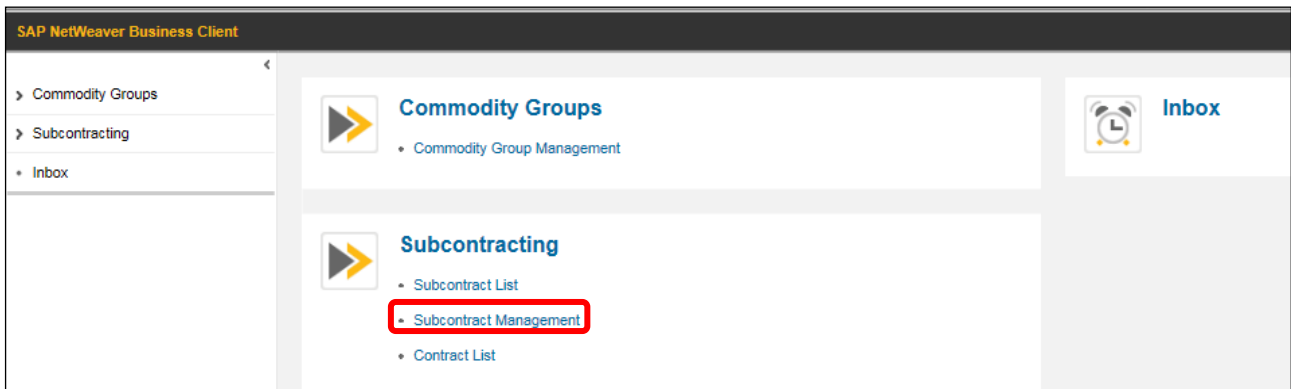 SAP NetWeaver Business Client
Commodity Groups
Subcontracting
Inbox
Commodity Groups
Commodity Group Management
Subcontracting
Subcontract List
Subcontract Management
Contract List
Inbox